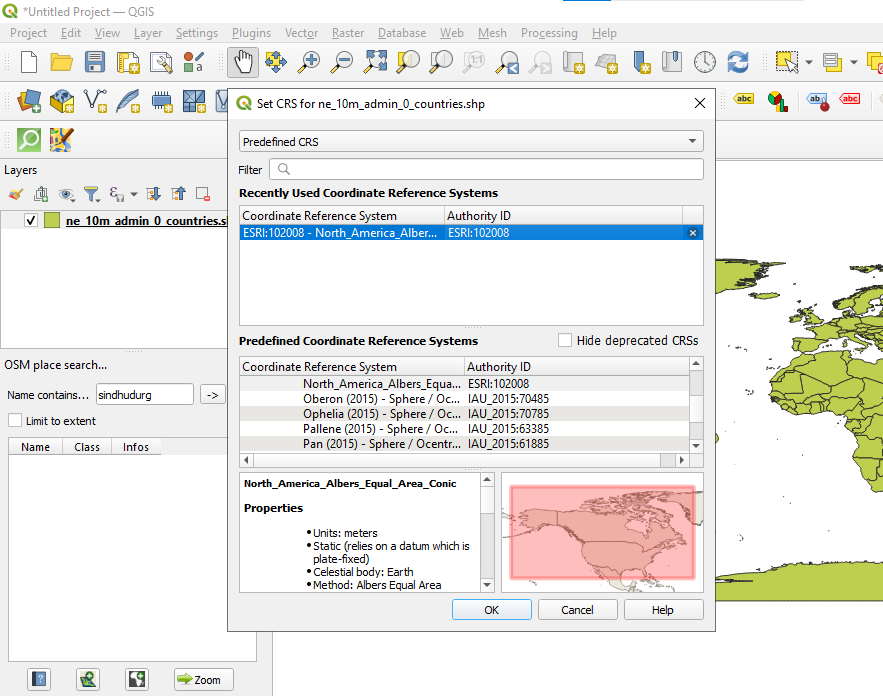 *Untitled Project — QGIS
Project Edit View Layer Settings Plugins Vector Raster Database Web Mesh Processing Help
1:1
abc ab abc
Set CRS for ne_10m_admin_0_countries.shp
Predefined CRS
Filter
Recently Used Coordinate Reference Systems
Coordinate Reference System Authority ID
ESRI:102008 - North_America_Alber... ESRI:102008
Predefined Coordinate Reference Systems Hide deprecated CRSs
Coordinate Reference System Authority ID
North_America_Albers_Equa... ESRI:102008
Oberon (2015) - Sphere / Oc... IAU_2015:70485
Ophelia (2015) - Sphere / Oc... IAU_2015:70785
Pallene (2015) - Sphere / Oc... IAU_2015:63385
Pan (2015) - Sphere / Ocentr... IAU_2015:61885
North_America_Albers_Equal_Area_Conic
Properties
• Units: meters
• Static (relies on a datum which is
plate-fixed)
• Celestial body: Earth
• Method: Albers Equal Area
OK Cancel Help
Layers
ne_10m_admin_0_countries.sh
OSM place search...
Name contains... sindhudurg ->
Limit to extent
Name Class Infos
? Zoom